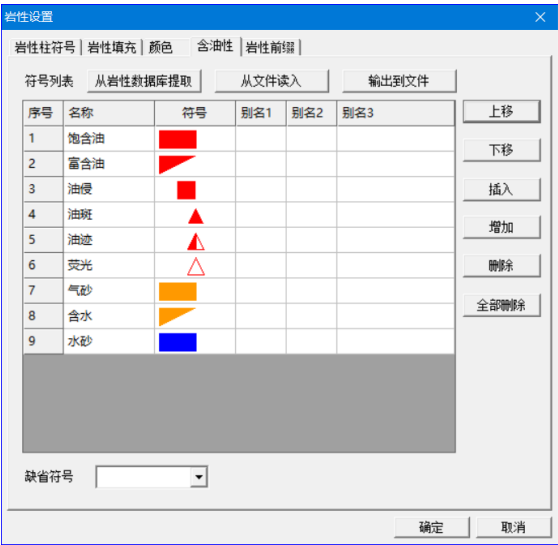 岩性设置
岩性柱符号 岩性填充 颜色 含油性 岩性前缀
符号列表 从岩性数据库提取 从文件读入 输出到文件
序号 名称 符号 别名1 别名2 别名3
1 饱含油
2 富含油
3 油侵
4 油斑
5 油迹
6 荧光
7 气砂
8 含水
9 水砂
上移
下移
插入
增加
删除
全部删除
缺省符号
确定 取消